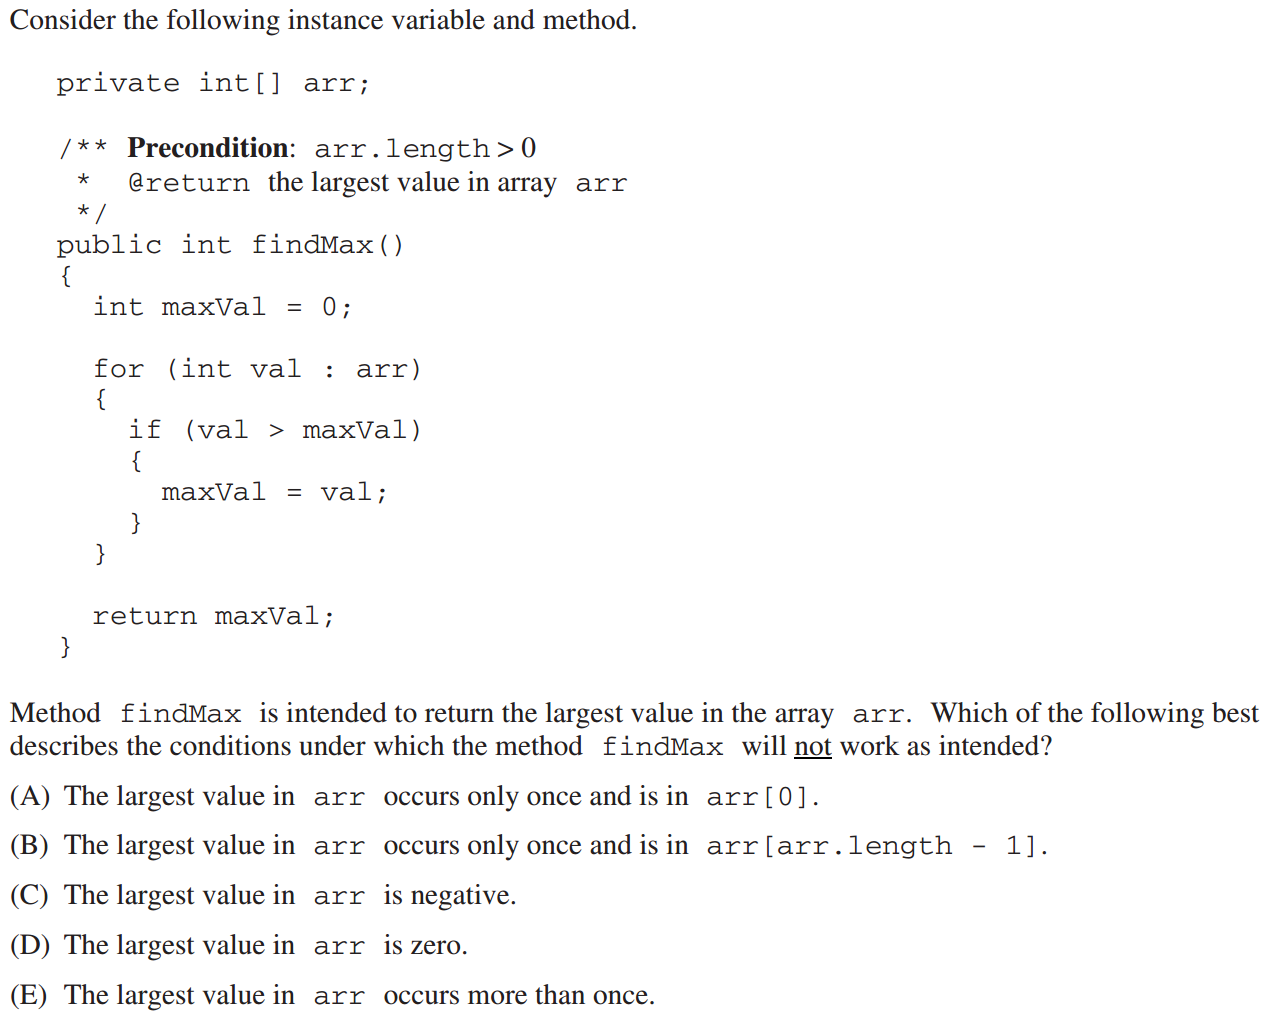 Consider the following instance variable and method.
private int[] arr;
/** Precondition: arr.length > 0
* @return the largest value in array arr
*/
public int findMax()
{
int maxVal = 0;
for (int val : arr)
{
if (val > maxVal)
{
maxVal = val;
}
}
return maxVal;
}
Method findMax is intended to return the largest value in the array arr. Which of the following best
describes the conditions under which the method findMax will not work as intended?
(A) The largest value in arr occurs only once and is in arr[0].
(B) The largest value in arr occurs only once and is in arr[arr.length - 1].
(C) The largest value in arr is negative.
(D) The largest value in arr is zero.
(E) The largest value in arr occurs more than once.